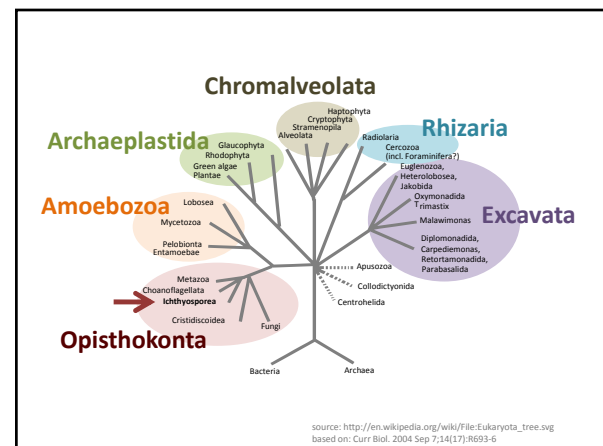 Chromalveolata
Haptophyta
Cryptophyta
Stramenopila
Alveolata
Archaeplastida
Glaucophyta
Rhodophyta
Green algae
Plantae
Rhizaria
Radiolaria
Cercozoa
(incl. Foraminifera?)
Euglenozoa,
Heterolobosea,
Jakobida
Oxymonadida
Trimastix
Malawimonas
Excavata
Diplomonadida,
Carpediemonas,
Retortamonadida,
Parabasalida
Amoebozoa
Lobosea
Mycetozoa
Pelobionta
Entamoebae
Apusozoa
Collodictyonida
Centrohelida
Metazoa
Choanoflagellata
Ichthyosporea
Cristidiscoidea
Fungi
Opisthokonta
Bacteria
Archaea
source: http://en.wikipedia.org/wiki/File:Eukaryota_tree.svg
based on: Curr Biol. 2004 Sep 7;14(17):R693-6